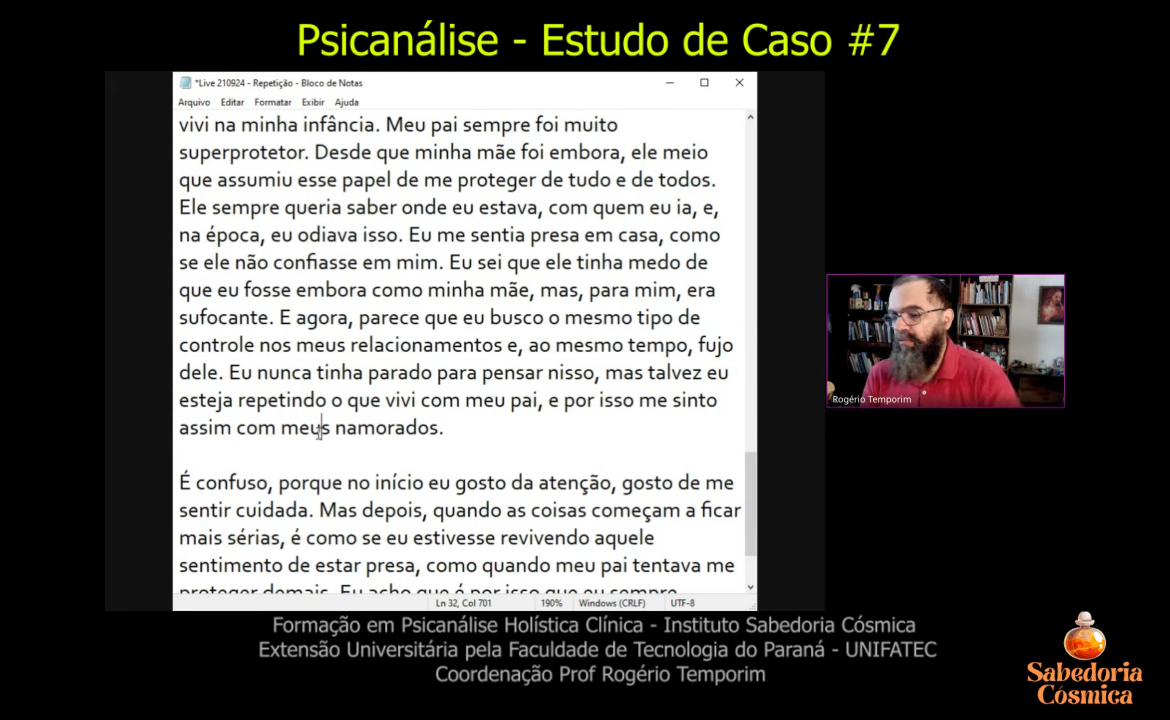 Psicanálise - Estudo de Caso #7
*Live 210924 - Repetição - Bloco de Notas
Arquivo Editar Formatar Exibir Ajuda
vivi na minha infância. Meu pai sempre foi muito
superprotetor. Desde que minha mãe foi embora, ele meio
que assumiu esse papel de me proteger de tudo e de todos.
Ele sempre queria saber onde eu estava, com quem eu ia, e,
na época, eu odiava isso. Eu me sentia presa em casa, como
se ele não confiasse em mim. Eu sei que ele tinha medo de
que eu fosse embora como minha mãe, mas, para mim, era
sufocante. E agora, parece que eu busco o mesmo tipo de
controle nos meus relacionamentos e, ao mesmo tempo, fujo
dele. Eu nunca tinha parado para pensar nisso, mas talvez eu
esteja repetindo o que vivi com meu pai, e por isso me sinto
assim com meus namorados.
É confuso, porque no início eu gosto da atenção, gosto de me
sentir cuidada. Mas depois, quando as coisas começam a ficar
mais sérias, é como se eu estivesse revivendo aquele
sentimento de estar presa, como quando meu pai tentava me
proteger demais. Eu acho que é por isso que eu sempre
Ln 32, Col 701 190% Windows (CRLF) UTF-8
Rogério Temporim
Formação em Psicanálise Holística Clínica - Instituto Sabedoria Cósmica
Extensão Universitária pela Faculdade de Tecnologia do Paraná - UNIFATEC
Coordenação Prof Rogério Temporim
Sabedoria
Cósmica